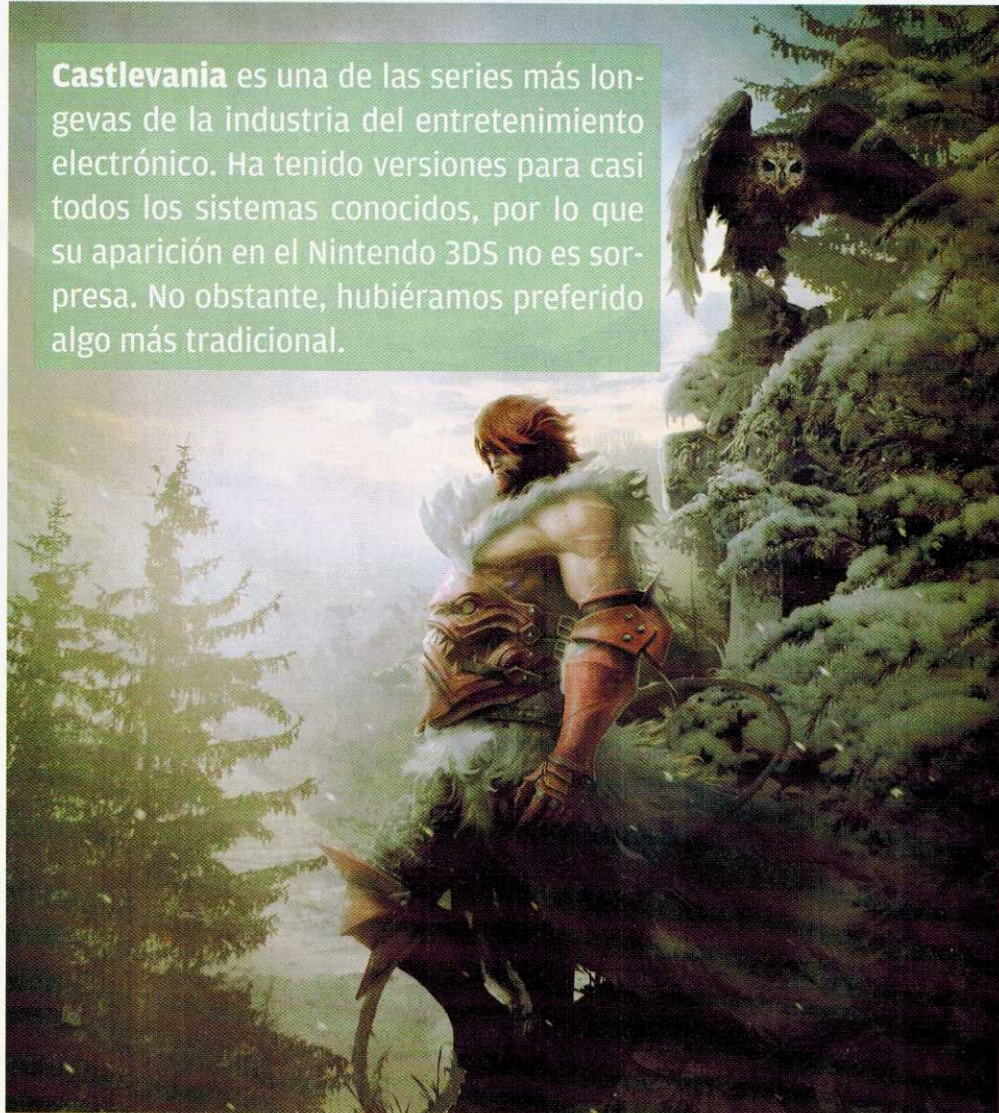 Castlevania es una de las series más lon-
gevas de la industria del entretenimiento
electrónico. Ha tenido versiones para casi
todos los sistemas conocidos, por lo que
su aparición en el Nintendo 3DS no es sor-
presa. No obstante, hubiéramos preferido
algo más tradicional.